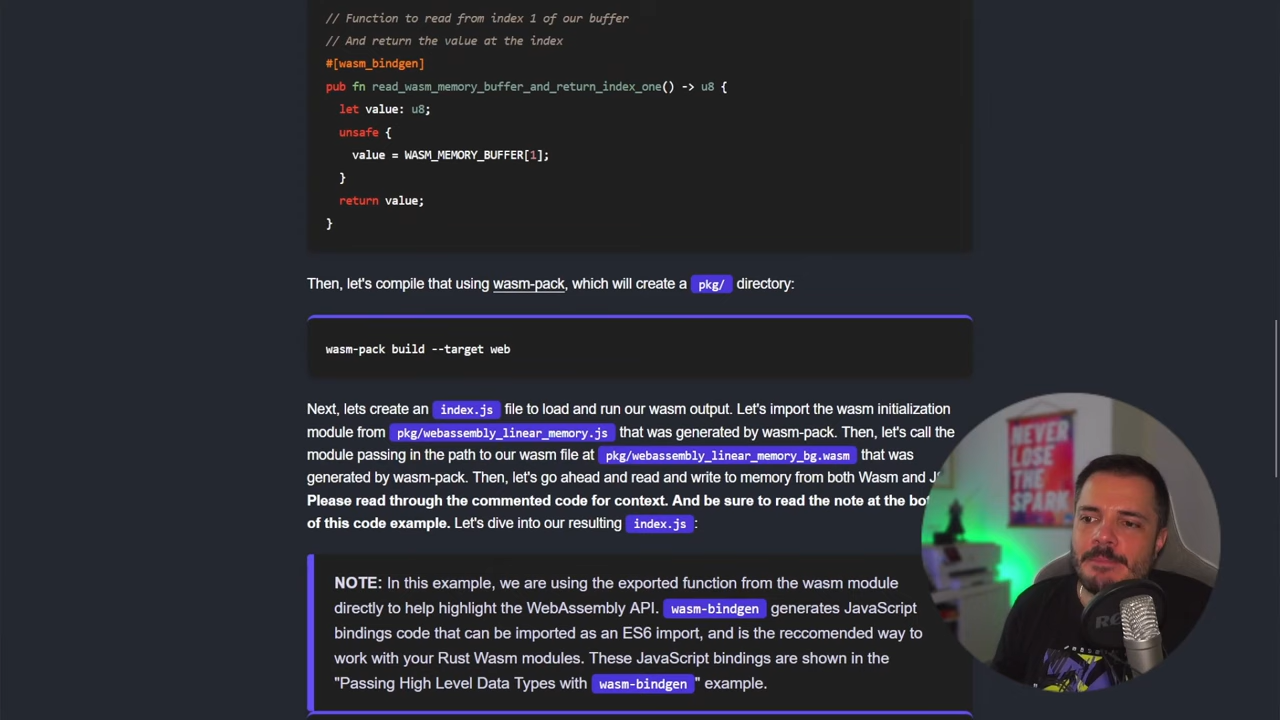 // Function to read from index 1 of our buffer
// And return the value at the index
#[wasm_bindgen]
pub fn read_wasm_memory_buffer_and_return_index_one() -> u8 {
let value: u8;
unsafe {
value = WASM_MEMORY_BUFFER[1];
}
return value;
}
Then, let's compile that using wasm-pack, which will create a pkg/ directory:
wasm-pack build --target web
Next, lets create an index.js file to load and run our wasm output. Let's import the wasm initialization
module from pkg/webassembly_linear_memory.js that was generated by wasm-pack. Then, let's call the
module passing in the path to our wasm file at pkg/webassembly_linear_memory_bg.wasm that was
generated by wasm-pack. Then, let's go ahead and read and write to memory from both Wasm and
Please read through the commented code for context. And be sure to read the note at the
of this code example. Let's dive into our resulting index.js:
NOTE: In this example, we are using the exported function from the wasm module
directly to help highlight the WebAssembly API. wasm-bindgen generates JavaScript
bindings code that can be imported as an ES6 import, and is the reccomended way to
work with your Rust Wasm modules. These JavaScript bindings are shown in the
"Passing High Level Data Types with wasm-bindgen" example.
NEVER
LOSE
THE
SPARK